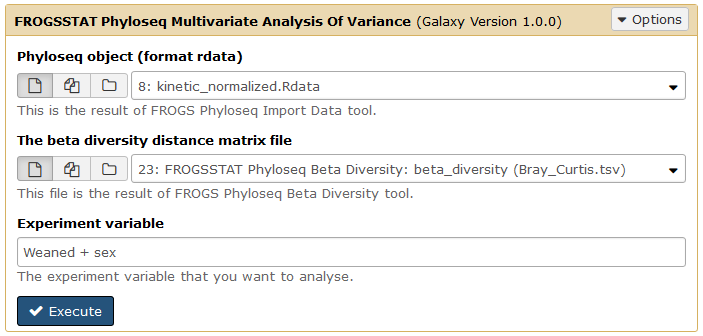 FROGSSTAT Phyloseq Multivariate Analysis Of Variance (Galaxy Version 1.0.0) Options
Phyloseq object (format rdata)
8: kinetic_normalized.Rdata
This is the result of FROGS Phyloseq Import Data tool.
The beta diversity distance matrix file
23: FROGSSTAT Phyloseq Beta Diversity: beta_diversity (Bray_Curtis.tsv)
This file is the result of FROGS Phyloseq Beta Diversity tool.
Experiment variable
Weaned + sex
The experiment variable that you want to analyse.
Execute